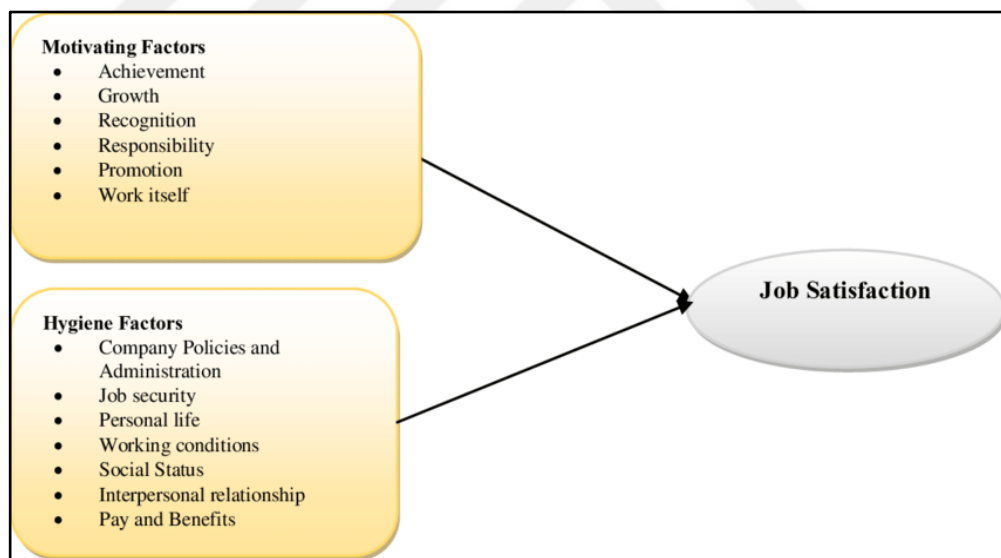 Motivating Factors
• Achievement
• Growth
• Recognition
• Responsibility
• Promotion
• Work itself
Hygiene Factors
• Company Policies and
Administration
• Job security
• Personal life
• Working conditions
• Social Status
• Interpersonal relationship
• Pay and Benefits
Job Satisfaction